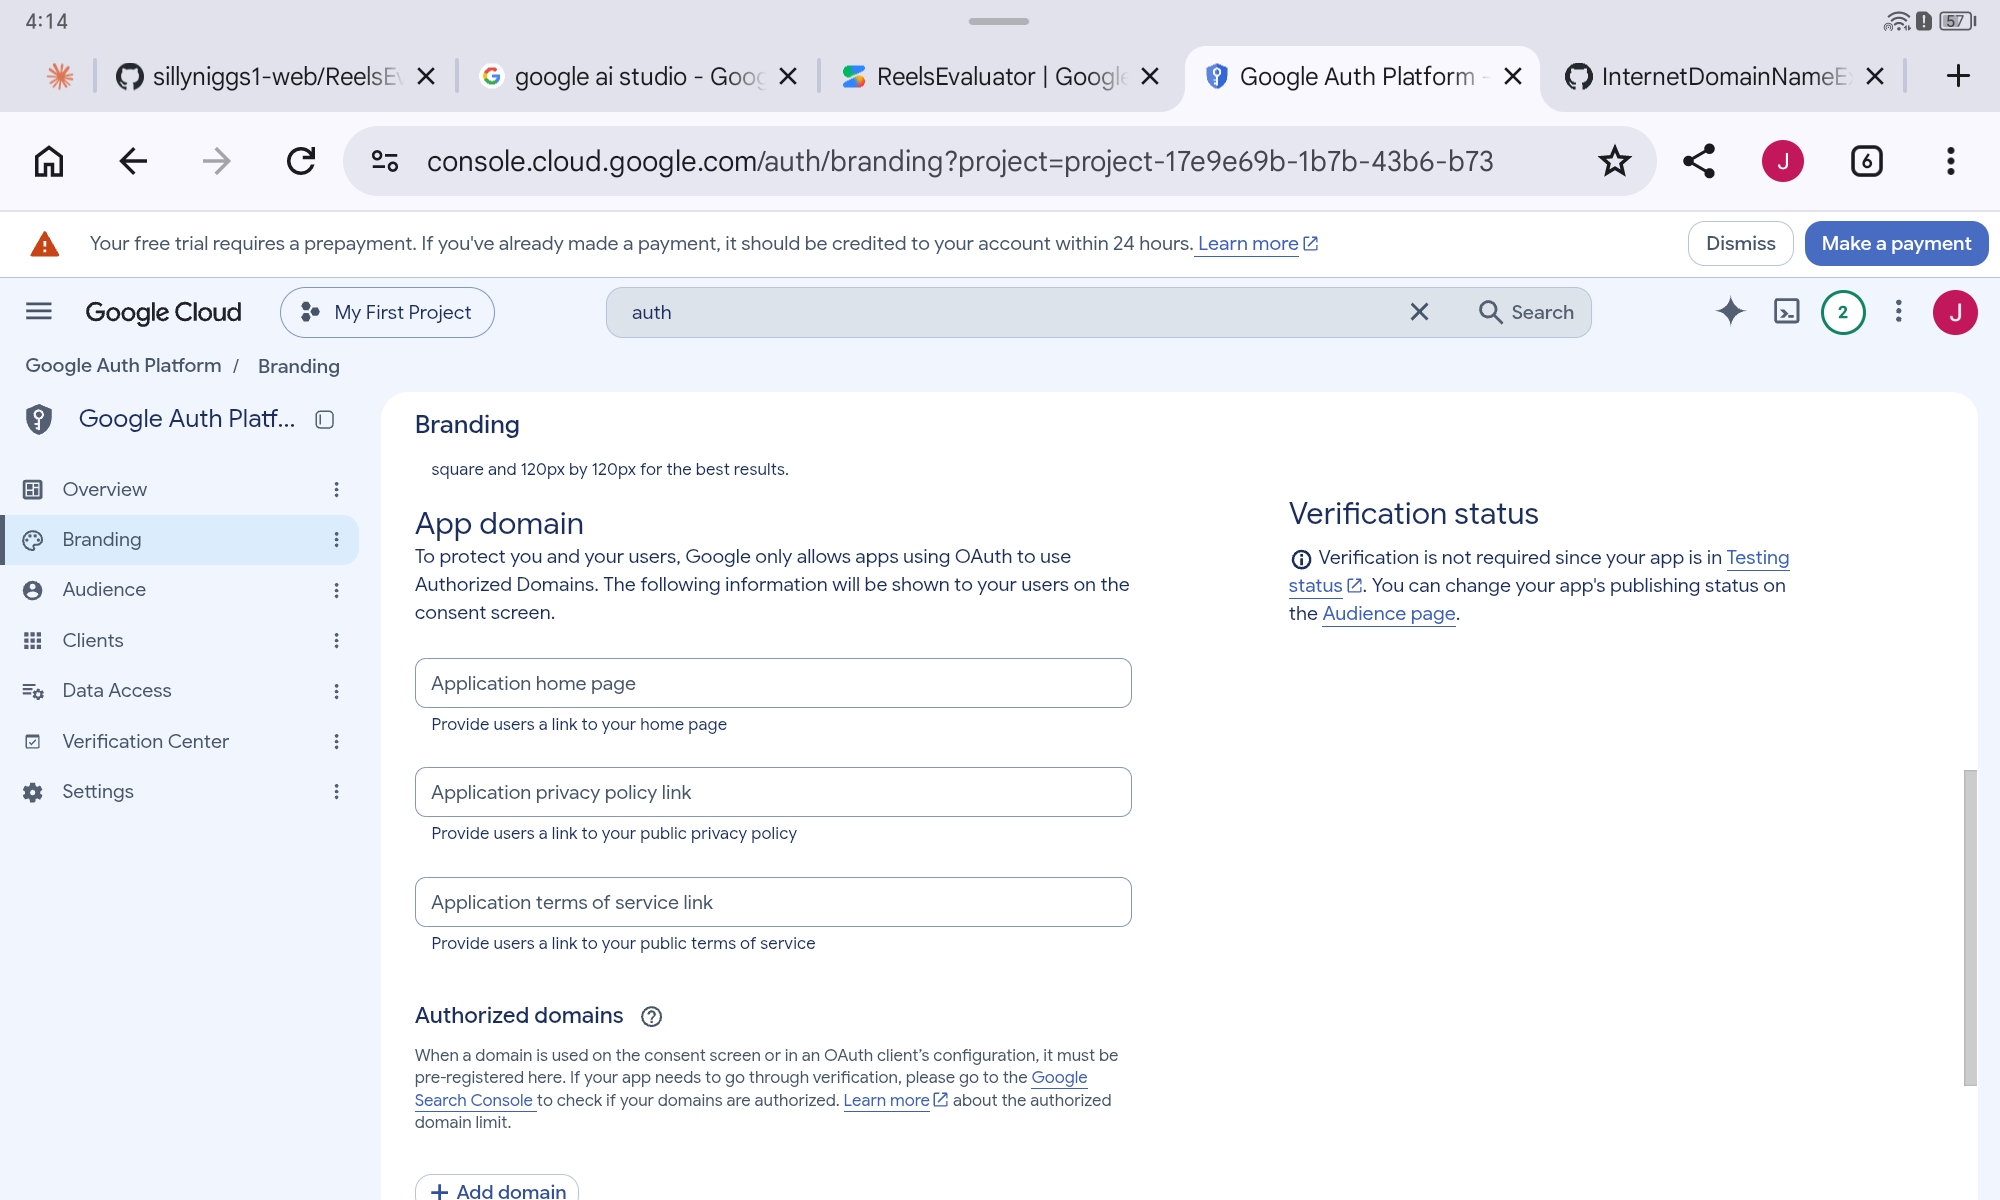 4:14
57
sillyniggs1-web/ReelsEv
google ai studio - Goog
ReelsEvaluator | Google
Google Auth Platform -
InternetDomainNameEx
console.cloud.google.com/auth/branding?project=project-17e9e69b-1b7b-43b6-b73
J
6
Your free trial requires a prepayment. If you've already made a payment, it should be credited to your account within 24 hours. Learn more
Dismiss
Make a payment
Google Cloud
My First Project
auth
Search
2
J
Google Auth Platform / Branding
Google Auth Platf...
Overview
Branding
Audience
Clients
Data Access
Verification Center
Settings
Branding
square and 120px by 120px for the best results.
App domain
To protect you and your users, Google only allows apps using OAuth to use
Authorized Domains. The following information will be shown to your users on the
consent screen.
Application home page
Provide users a link to your home page
Application privacy policy link
Provide users a link to your public privacy policy
Application terms of service link
Provide users a link to your public terms of service
Authorized domains
When a domain is used on the consent screen or in an OAuth client’s configuration, it must be
pre-registered here. If your app needs to go through verification, please go to the Google
Search Console to check if your domains are authorized. Learn more about the authorized
domain limit.
Add domain
Verification status
Verification is not required since your app is in Testing
status. You can change your app's publishing status on
the Audience page.